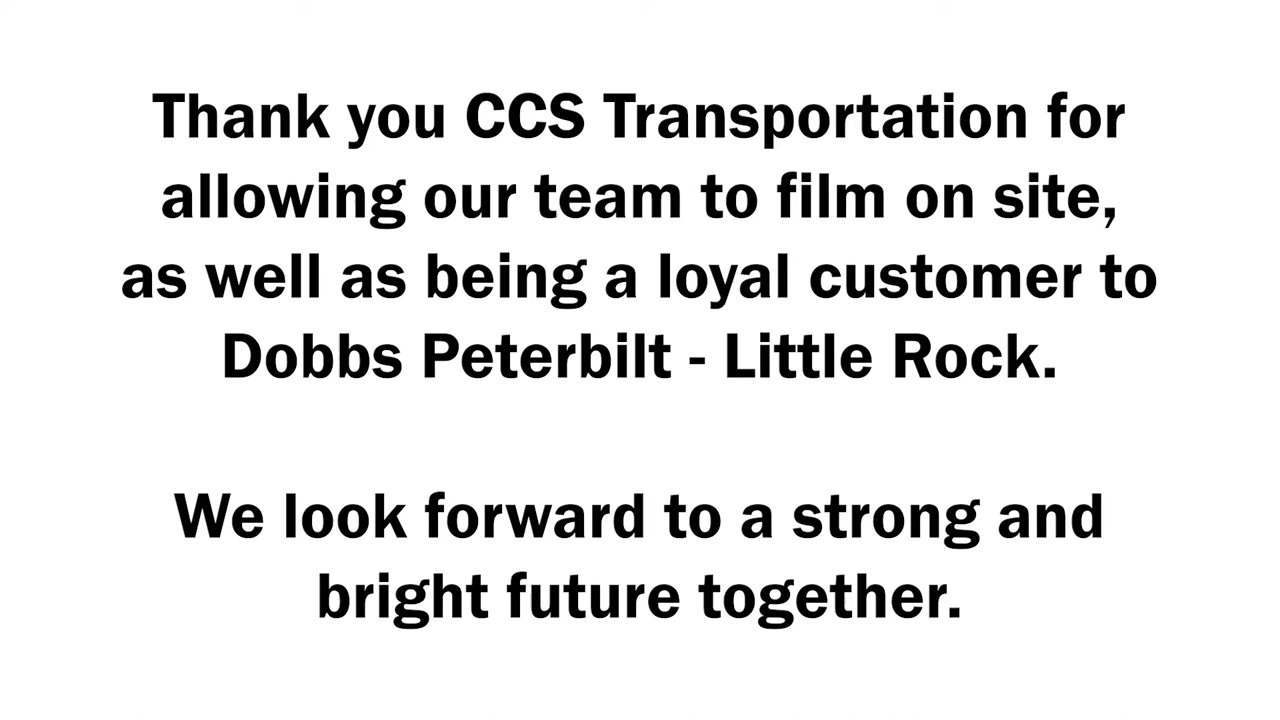 Thank you CCS Transportation for
allowing our team to film on site,
as well as being a loyal customer to
Dobbs Peterbilt - Little Rock.
We look forward to a strong and
bright future together.